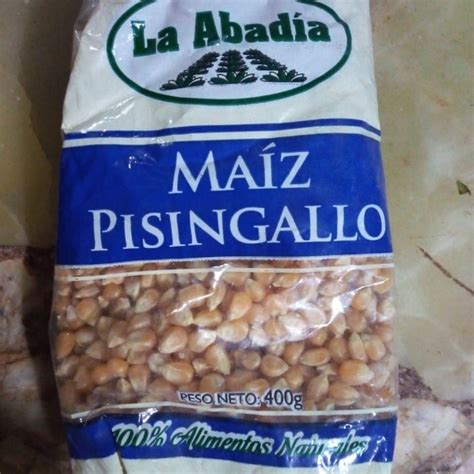 La Abadía
MAÍZ
PISINGALLO
PESO NETO: 400g
100% Alimentos Naturales